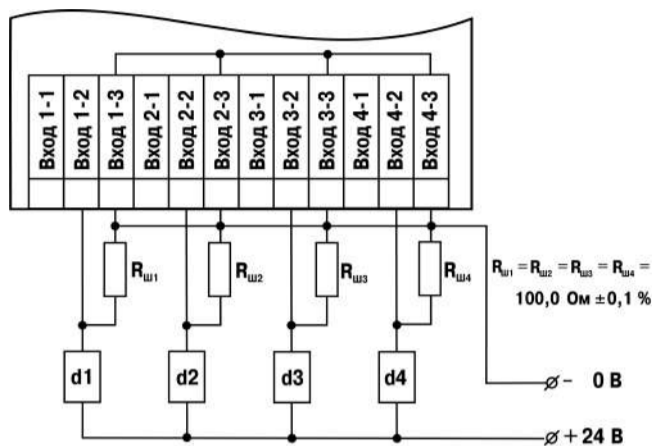 Вход 1-1
Вход 1-2
Вход 1-3
Вход 2-1
Вход 2-2
Вход 2-3
Вход 3-1
Вход 3-2
Вход 3-3
Вход 4-1
Вход 4-2
Вход 4-3
Rш1
Rш2
Rш3
Rш4
Rш1 = Rш2 = Rш3 = Rш4 =
100,0 Ом ±0,1 %
d1
d2
d3
d4
- 0 В
+ 24 В